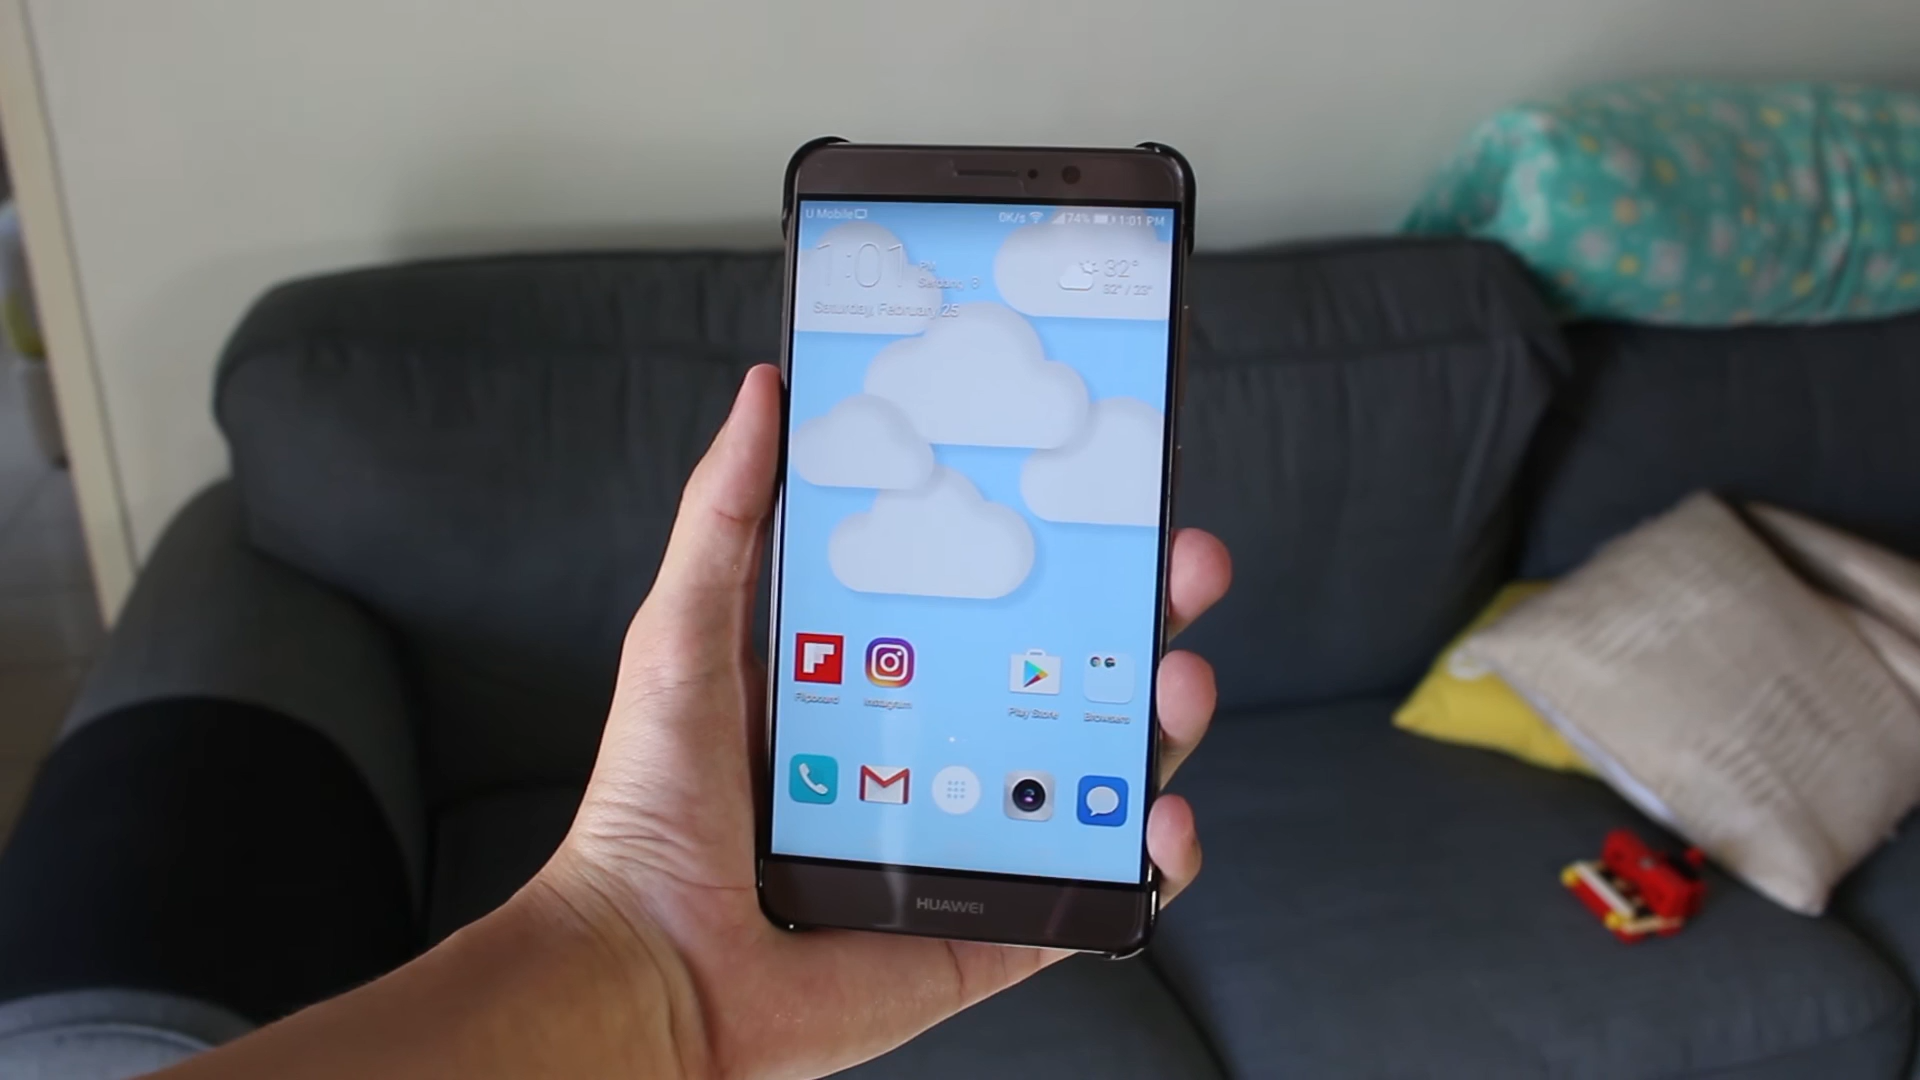 U Mobile 0K/s 74% 1:01 PM
1:01 PM
Serdang
32°
32° / 23°
Saturday, February 25
Flipboard Instagram Play Store Browsers
HUAWEI